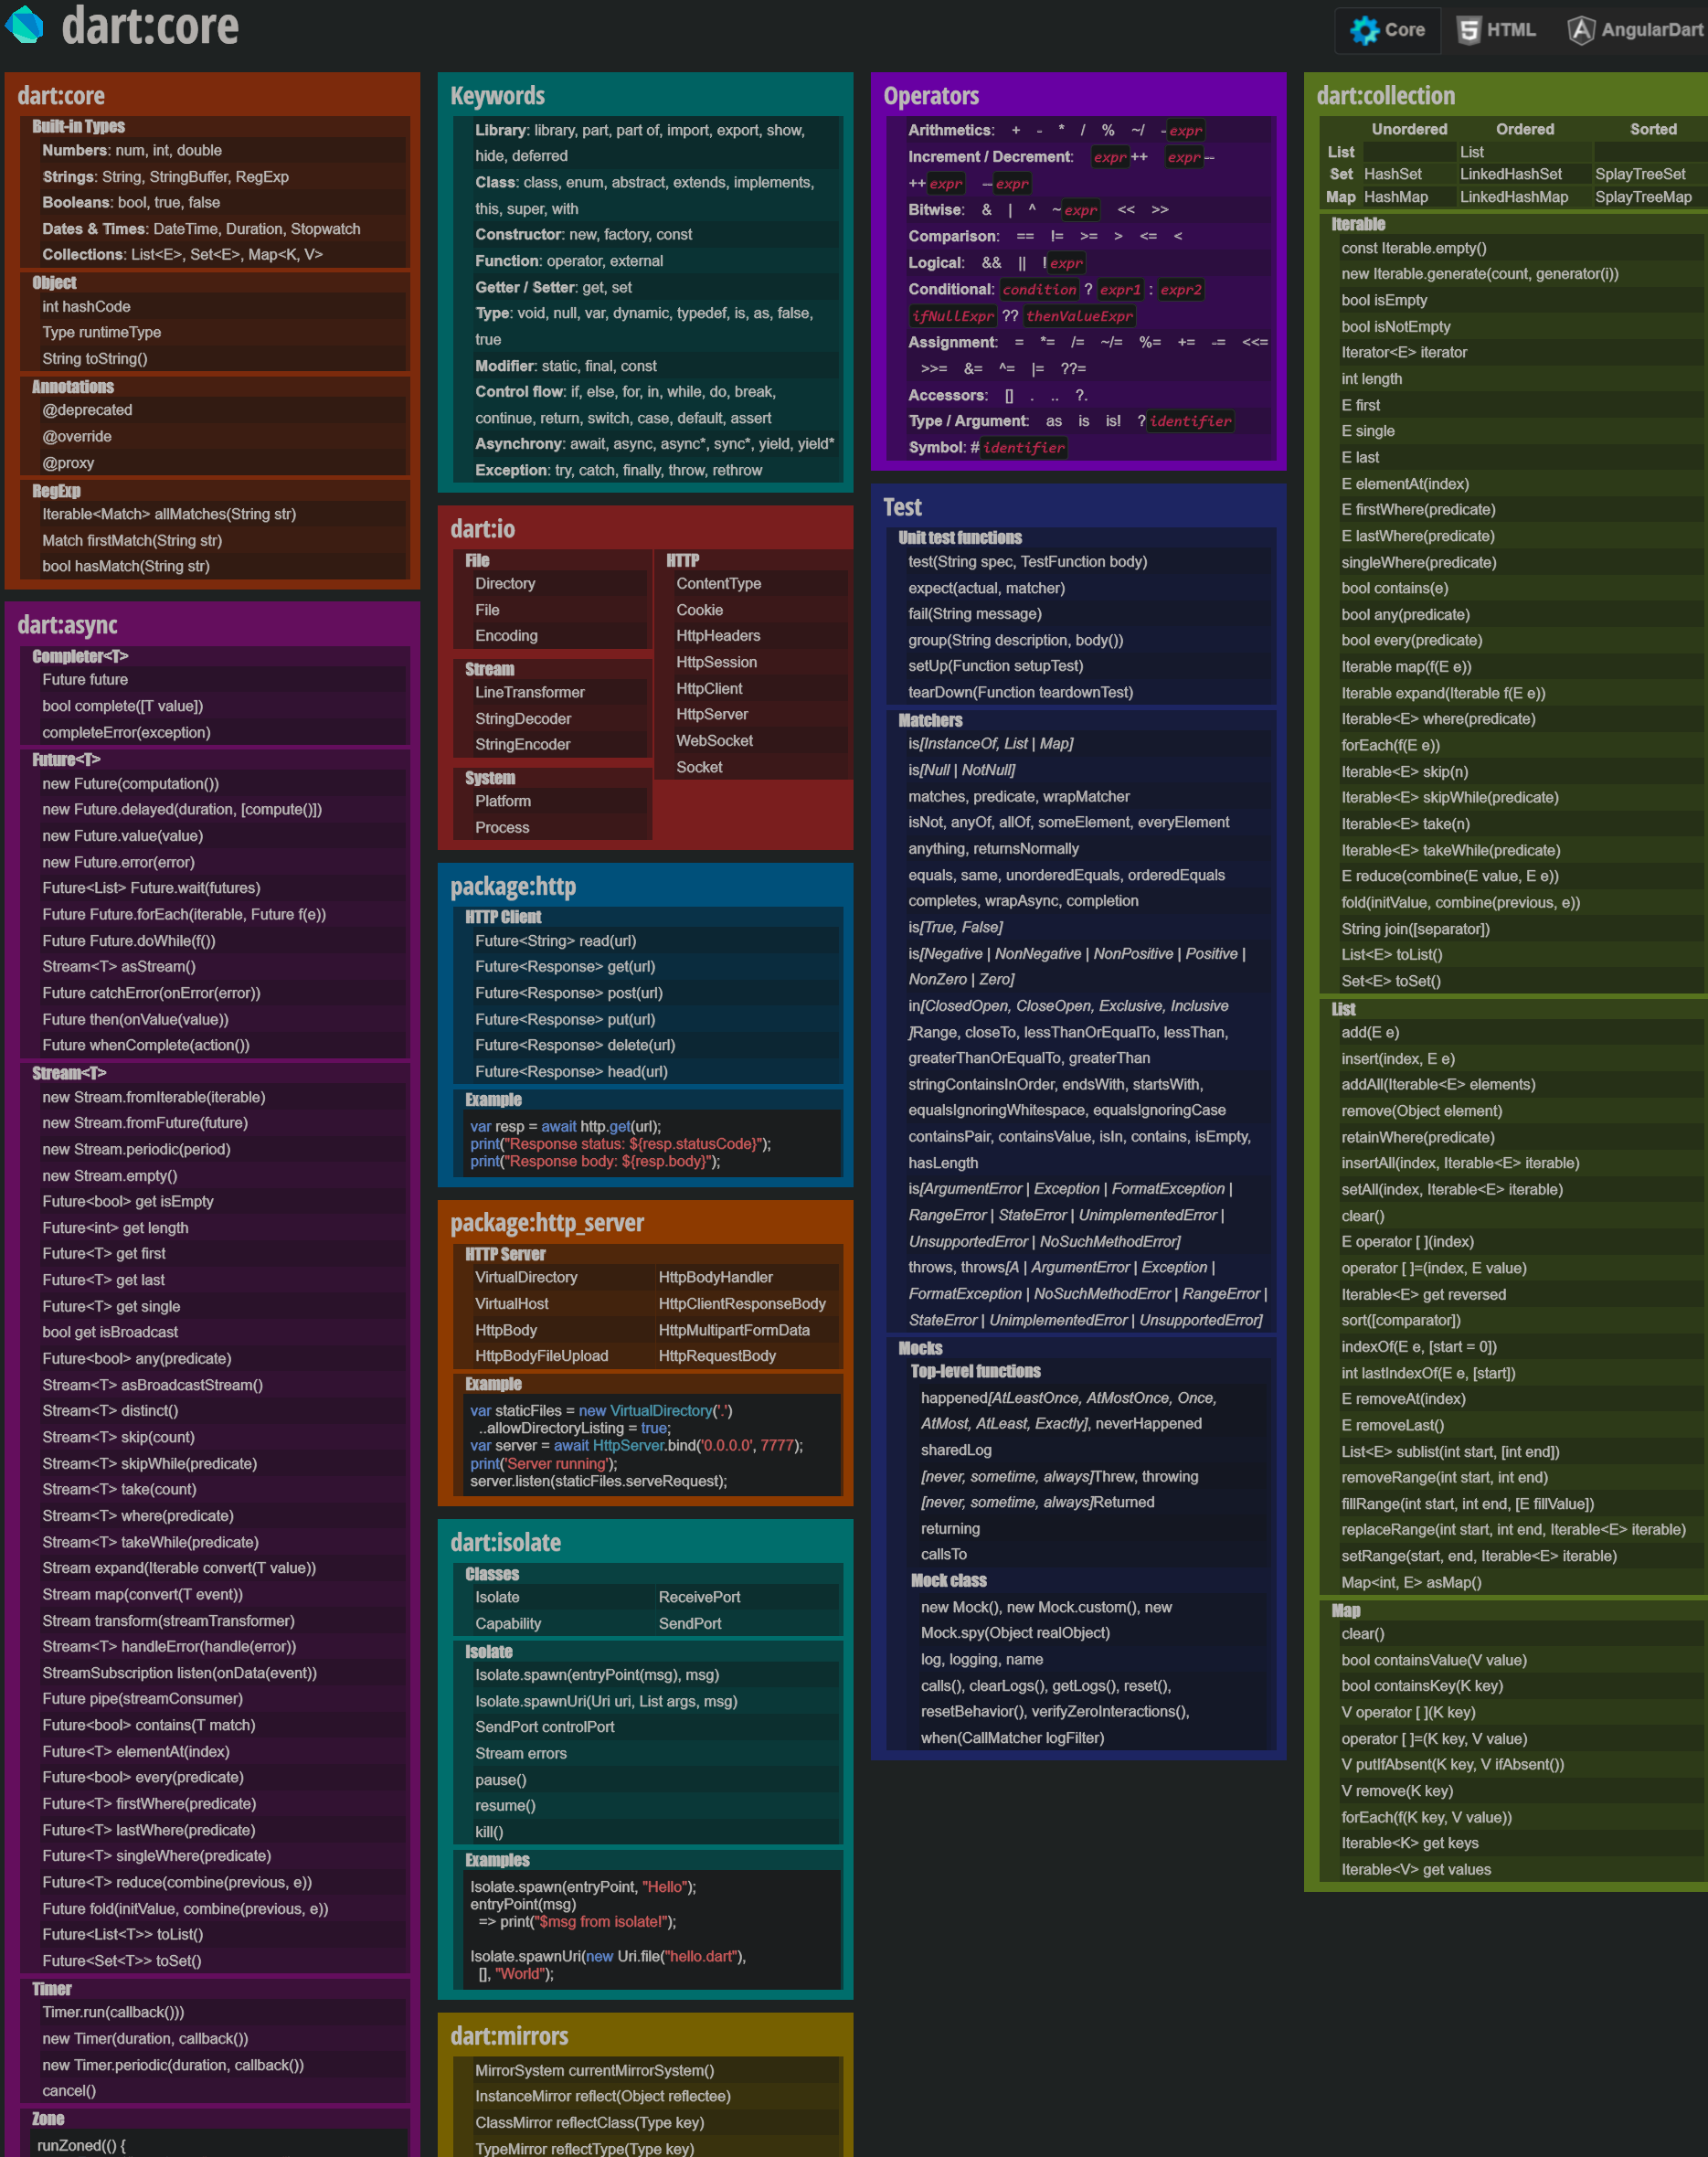 dart:core
Core
HTML
AngularDart
dart:core
Built-in Types
Numbers: num, int, double
Strings: String, StringBuffer, RegExp
Booleans: bool, true, false
Dates & Times: DateTime, Duration, Stopwatch
Collections: List<E>, Set<E>, Map<K, V>
Object
int hashCode
Type runtimeType
String toString()
Annotations
@deprecated
@override
@proxy
RegExp
Iterable<Match> allMatches(String str)
Match firstMatch(String str)
bool hasMatch(String str)
dart:async
Completer<T>
Future future
bool complete([T value])
completeError(exception)
Future<T>
new Future(computation())
new Future.delayed(duration, [compute()])
new Future.value(value)
new Future.error(error)
Future<List> Future.wait(futures)
Future Future.forEach(iterable, Future f(e))
Future Future.doWhile(f())
Stream<T> asStream()
Future catchError(onError(error))
Future then(onValue(value))
Future whenComplete(action())
Stream<T>
new Stream.fromIterable(iterable)
new Stream.fromFuture(future)
new Stream.periodic(period)
new Stream.empty()
Future<bool> get isEmpty
Future<int> get length
Future<T> get first
Future<T> get last
Future<T> get single
bool get isBroadcast
Future<bool> any(predicate)
Stream<T> asBroadcastStream()
Stream<T> distinct()
Stream<T> skip(count)
Stream<T> skipWhile(predicate)
Stream<T> take(count)
Stream<T> where(predicate)
Stream<T> takeWhile(predicate)
Stream expand(Iterable convert(T value))
Stream map(convert(T event))
Stream transform(streamTransformer)
Stream<T> handleError(handle(error))
StreamSubscription listen(onData(event))
Future pipe(streamConsumer)
Future<bool> contains(T match)
Future<T> elementAt(index)
Future<bool> every(predicate)
Future<T> firstWhere(predicate)
Future<T> lastWhere(predicate)
Future<T> singleWhere(predicate)
Future<T> reduce(combine(previous, e))
Future fold(initValue, combine(previous, e))
Future<List<T>> toList()
Future<Set<T>> toSet()
Timer
Timer.run(callback()))
new Timer(duration, callback())
new Timer.periodic(duration, callback())
cancel()
Zone
runZoned(() {
Keywords
Library: library, part, part of, import, export, show,
hide, deferred
Class: class, enum, abstract, extends, implements,
this, super, with
Constructor: new, factory, const
Function: operator, external
Getter / Setter: get, set
Type: void, null, var, dynamic, typedef, is, as, false,
true
Modifier: static, final, const
Control flow: if, else, for, in, while, do, break,
continue, return, switch, case, default, assert
Asynchrony: await, async, async*, sync*, yield, yield*
Exception: try, catch, finally, throw, rethrow
dart:io
File
Directory
File
Encoding
Stream
LineTransformer
StringDecoder
StringEncoder
System
Platform
Process
HTTP
ContentType
Cookie
HttpHeaders
HttpSession
HttpClient
HttpServer
WebSocket
Socket
package:http
HTTP Client
Future<String> read(url)
Future<Response> get(url)
Future<Response> post(url)
Future<Response> put(url)
Future<Response> delete(url)
Future<Response> head(url)
Example
var resp = await http.get(url);
print("Response status: ${resp.statusCode}");
print("Response body: ${resp.body}");
package:http_server
HTTP Server
VirtualDirectory HttpBodyHandler
VirtualHost HttpClientResponseBody
HttpBody HttpMultipartFormData
HttpBodyFileUpload HttpRequestBody
Example
var staticFiles = new VirtualDirectory('.')
..allowDirectoryListing = true;
var server = await HttpServer.bind('0.0.0.0', 7777);
print('Server running');
server.listen(staticFiles.serveRequest);
dart:isolate
Classes
Isolate ReceivePort
Capability SendPort
Isolate
Isolate.spawn(entryPoint(msg), msg)
Isolate.spawnUri(Uri uri, List args, msg)
SendPort controlPort
Stream errors
pause()
resume()
kill()
Examples
Isolate.spawn(entryPoint, "Hello");
entryPoint(msg)
=> print("$msg from isolate!");
Isolate.spawnUri(new Uri.file("hello.dart"),
[], "World");
dart:mirrors
MirrorSystem currentMirrorSystem()
InstanceMirror reflect(Object reflectee)
ClassMirror reflectClass(Type key)
TypeMirror reflectType(Type key)
Operators
Arithmetics: + - * / % ~/ -expr
Increment / Decrement: expr++ expr--
++expr --expr
Bitwise: & | ^ ~expr << >>
Comparison: == != >= > <= <
Logical: && || !expr
Conditional: condition ? expr1 : expr2
ifNullExpr ?? thenValueExpr
Assignment: = *= /= ~/= %= += -= <<=
>>= &= ^= |= ??=
Accessors: [] . .. ?.
Type / Argument: as is is! ?identifier
Symbol: #identifier
Test
Unit test functions
test(String spec, TestFunction body)
expect(actual, matcher)
fail(String message)
group(String description, body())
setUp(Function setupTest)
tearDown(Function teardownTest)
Matchers
is[InstanceOf, List | Map]
is[Null | NotNull]
matches, predicate, wrapMatcher
isNot, anyOf, allOf, someElement, everyElement
anything, returnsNormally
equals, same, unorderedEquals, orderedEquals
completes, wrapAsync, completion
is[True, False]
is[Negative | NonNegative | NonPositive | Positive |
NonZero | Zero]
in[ClosedOpen, CloseOpen, Exclusive, Inclusive
]Range, closeTo, lessThanOrEqualTo, lessThan,
greaterThanOrEqualTo, greaterThan
stringContainsInOrder, endsWith, startsWith,
equalsIgnoringWhitespace, equalsIgnoringCase
containsPair, containsValue, isIn, contains, isEmpty,
hasLength
is[ArgumentError | Exception | FormatException |
RangeError | StateError | UnimplementedError |
UnsupportedError | NoSuchMethodError]
throws, throws[A | ArgumentError | Exception |
FormatException | NoSuchMethodError | RangeError |
StateError | UnimplementedError | UnsupportedError]
Mocks
Top-level functions
happened[AtLeastOnce, AtMostOnce, Once,
AtMost, AtLeast, Exactly], neverHappened
sharedLog
[never, sometime, always]Threw, throwing
[never, sometime, always]Returned
returning
callsTo
Mock class
new Mock(), new Mock.custom(), new
Mock.spy(Object realObject)
log, logging, name
calls(), clearLogs(), getLogs(), reset(),
resetBehavior(), verifyZeroInteractions(),
when(CallMatcher logFilter)
dart:collection
Unordered Ordered Sorted
List List
Set HashSet LinkedHashSet SplayTreeSet
Map HashMap LinkedHashMap SplayTreeMap
Iterable
const Iterable.empty()
new Iterable.generate(count, generator(i))
bool isEmpty
bool isNotEmpty
Iterator<E> iterator
int length
E first
E single
E last
E elementAt(index)
E firstWhere(predicate)
E lastWhere(predicate)
singleWhere(predicate)
bool contains(e)
bool any(predicate)
bool every(predicate)
Iterable map(f(E e))
Iterable expand(Iterable f(E e))
Iterable<E> where(predicate)
forEach(f(E e))
Iterable<E> skip(n)
Iterable<E> skipWhile(predicate)
Iterable<E> take(n)
Iterable<E> takeWhile(predicate)
E reduce(combine(E value, E e))
fold(initValue, combine(previous, e))
String join([separator])
List<E> toList()
Set<E> toSet()
List
add(E e)
insert(index, E e)
addAll(Iterable<E> elements)
remove(Object element)
retainWhere(predicate)
insertAll(index, Iterable<E> iterable)
setAll(index, Iterable<E> iterable)
clear()
E operator [ ](index)
operator [ ]=(index, E value)
Iterable<E> get reversed
sort([comparator])
indexOf(E e, [start = 0])
int lastIndexOf(E e, [start])
E removeAt(index)
E removeLast()
List<E> sublist(int start, [int end])
removeRange(int start, int end)
fillRange(int start, int end, [E fillValue])
replaceRange(int start, int end, Iterable<E> iterable)
setRange(start, end, Iterable<E> iterable)
Map<int, E> asMap()
Map
clear()
bool containsValue(V value)
bool containsKey(K key)
V operator [ ](K key)
operator [ ]=(K key, V value)
V putIfAbsent(K key, V ifAbsent())
V remove(K key)
forEach(f(K key, V value))
Iterable<K> get keys
Iterable<V> get values